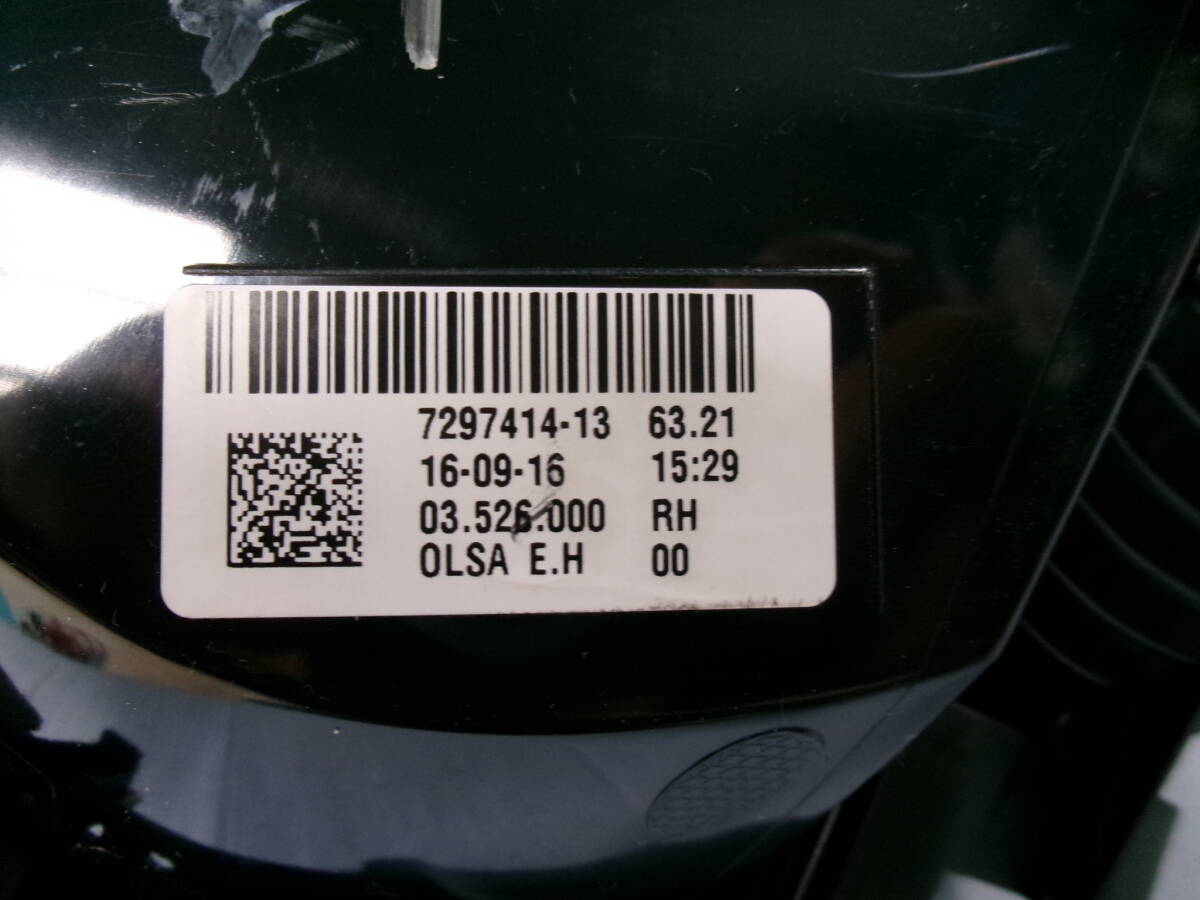 7297414-13 63.21
16-09-16 15:29
03.526.000 RH
OLSA E.H 00